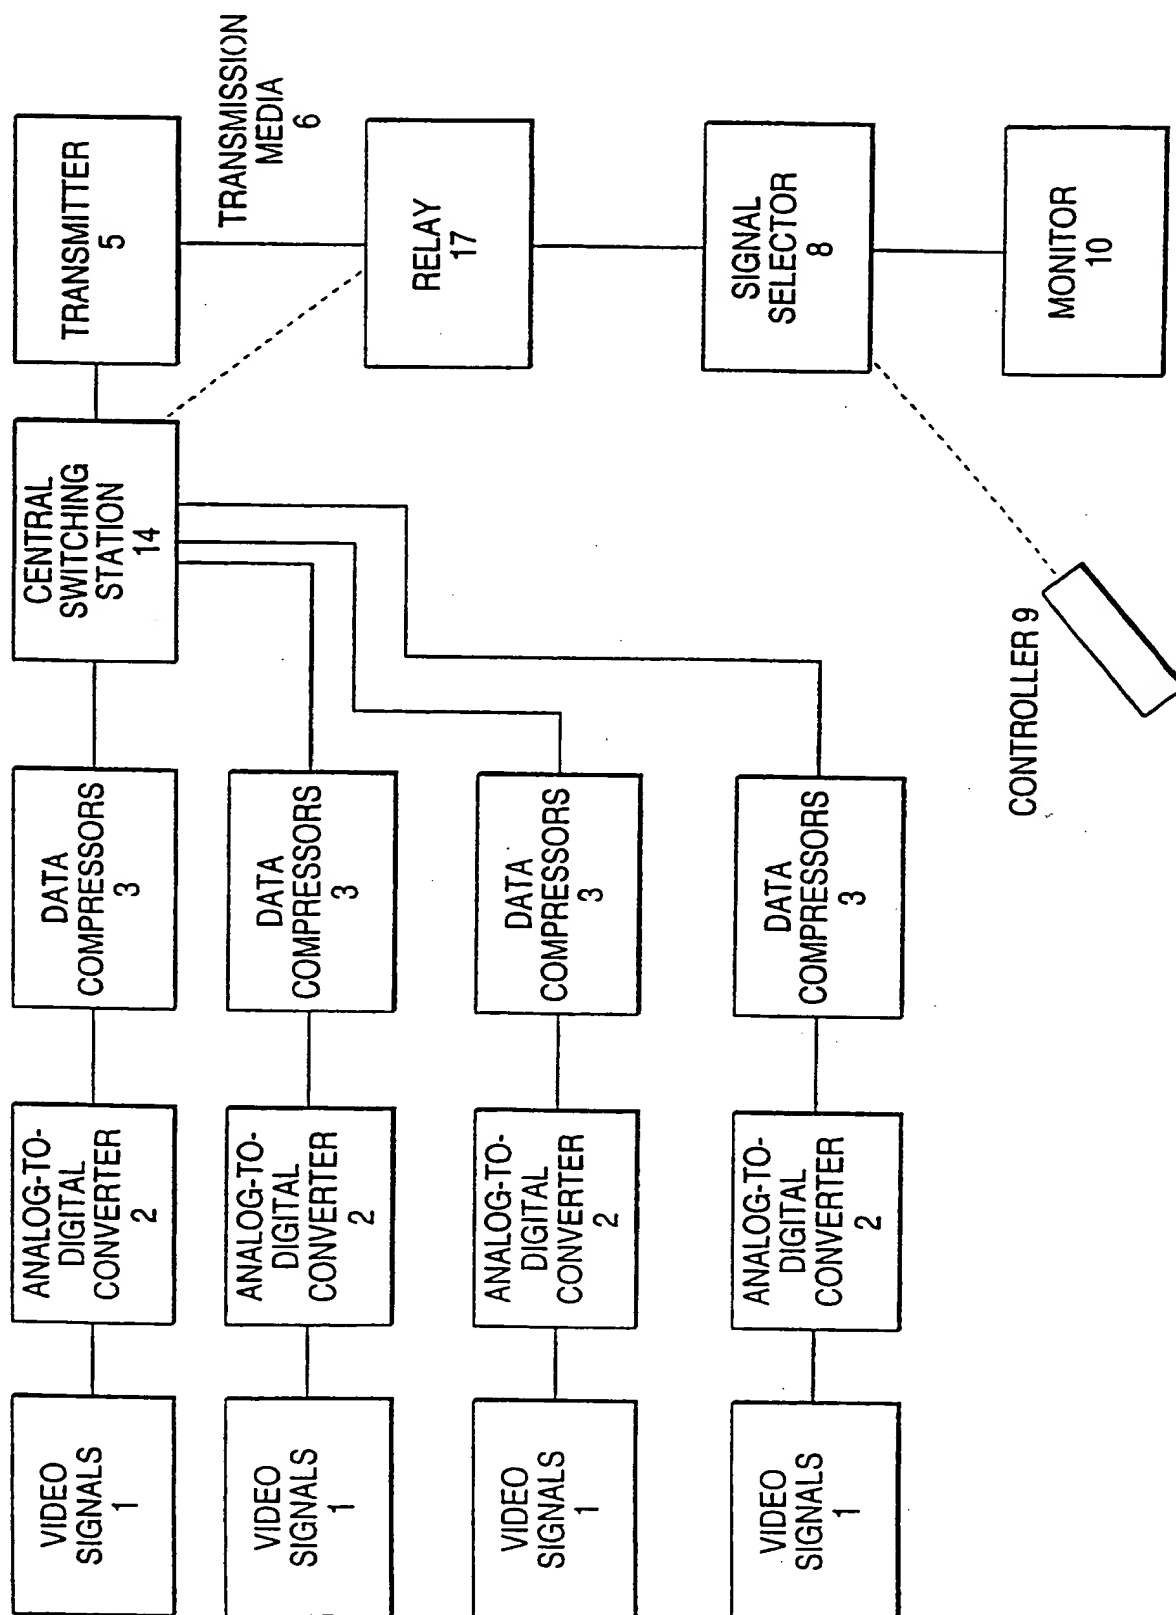 VIDEO
SIGNALS
1
ANALOG-TO-
DIGITAL
CONVERTER
2
DATA
COMPRESSORS
3
CENTRAL
SWITCHING
STATION
14
TRANSMITTER
5
VIDEO
SIGNALS
1
ANALOG-TO-
DIGITAL
CONVERTER
2
DATA
COMPRESSORS
3
TRANSMISSION
MEDIA
6
VIDEO
SIGNALS
1
ANALOG-TO-
DIGITAL
CONVERTER
2
DATA
COMPRESSORS
3
RELAY
17
VIDEO
SIGNALS
1
ANALOG-TO-
DIGITAL
CONVERTER
2
DATA
COMPRESSORS
3
SIGNAL
SELECTOR
8
CONTROLLER 9
MONITOR
10